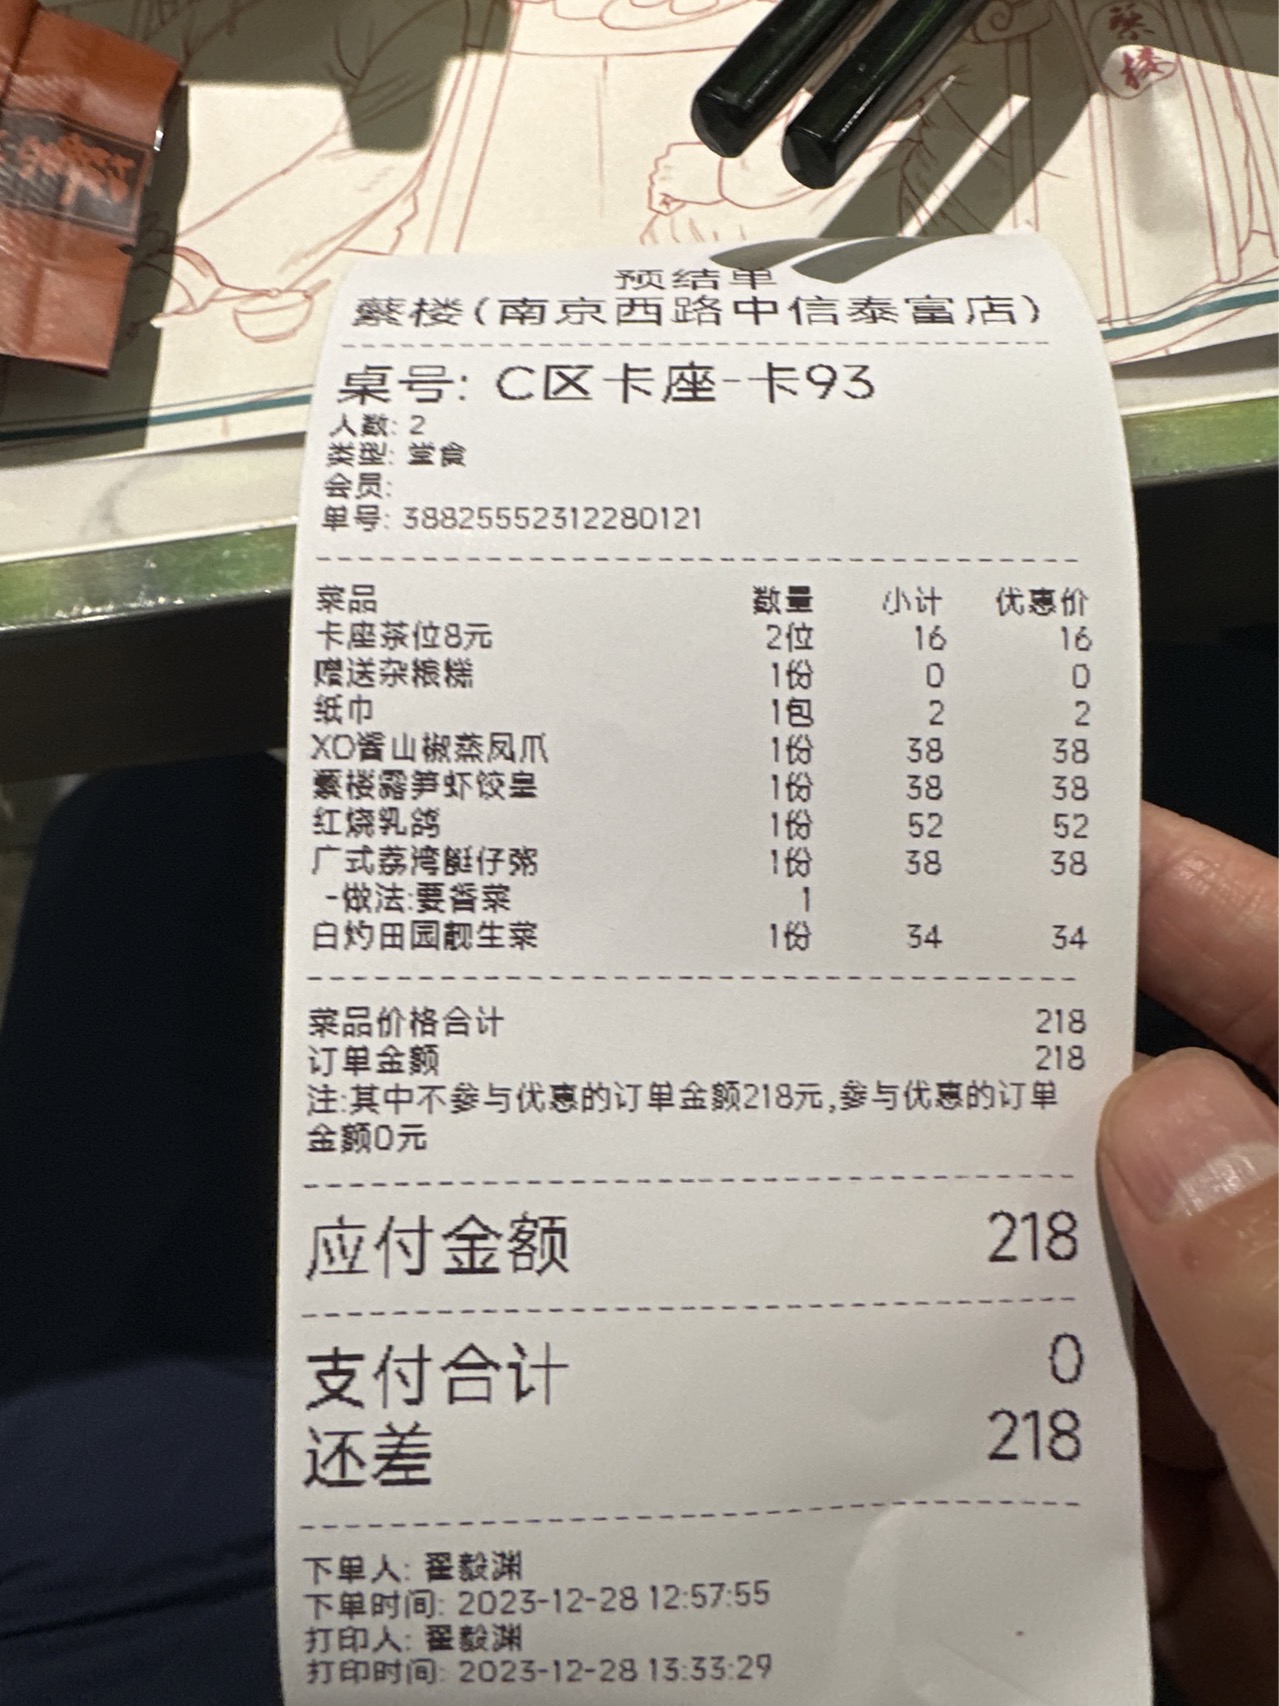 蔡楼
预结单
蘩楼(南京西路中信泰富店)
桌号: C区卡座-卡93
人数: 2
类型: 堂食
会员:
单号: 38825552312280121
菜品 数量 小计 优惠价
卡座茶位8元 2位 16 16
赠送杂粮糕 1份 0 0
纸巾 1包 2 2
XO酱山椒蒸凤爪 1份 38 38
蘩楼露笋虾饺皇 1份 38 38
红烧乳鸽 1份 52 52
广式荔湾艇仔粥 1份 38 38
-做法:要香菜 1
白灼田园靓生菜 1份 34 34
菜品价格合计 218
订单金额 218
注:其中不参与优惠的订单金额218元,参与优惠的订单
金额0元
应付金额 218
支付合计 0
还差 218
下单人: 翟毅渊
下单时间: 2023-12-28 12:57:55
打印人: 翟毅渊
打印时间: 2023-12-28 13:33:29